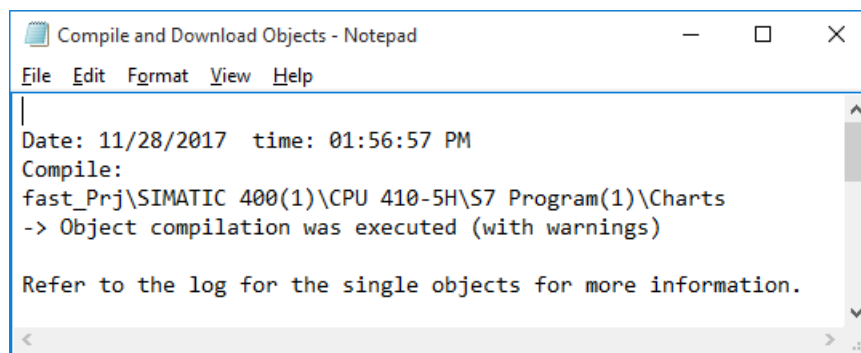 Compile and Download Objects - Notepad
File Edit Format View Help
Date: 11/28/2017  time: 01:56:57 PM
Compile:
fast_Prj\SIMATIC 400(1)\CPU 410-5H\S7 Program(1)\Charts
-> Object compilation was executed (with warnings)
Refer to the log for the single objects for more information.